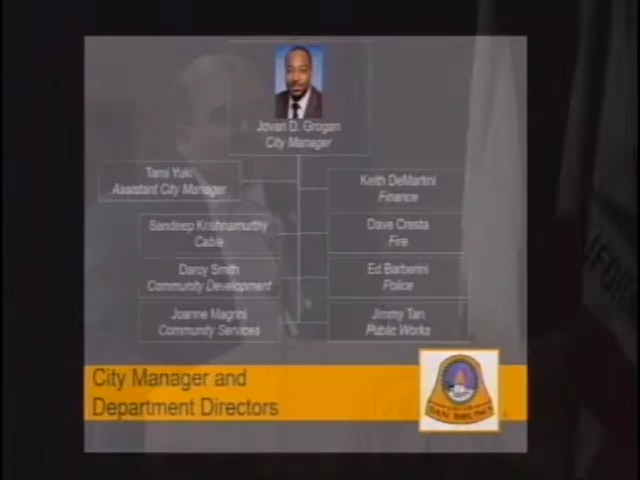 Jovan D. Grogan
City Manager
Tami Yuki
Assistant City Manager
Keith DeMartini
Finance
Sandeep Krishnamurthy
Cable
Dave Cresta
Fire
Darcy Smith
Community Development
Ed Barberini
Police
Joanne Magrini
Community Services
Jimmy Tan
Public Works
City Manager and
Department Directors
SAN BRUNO